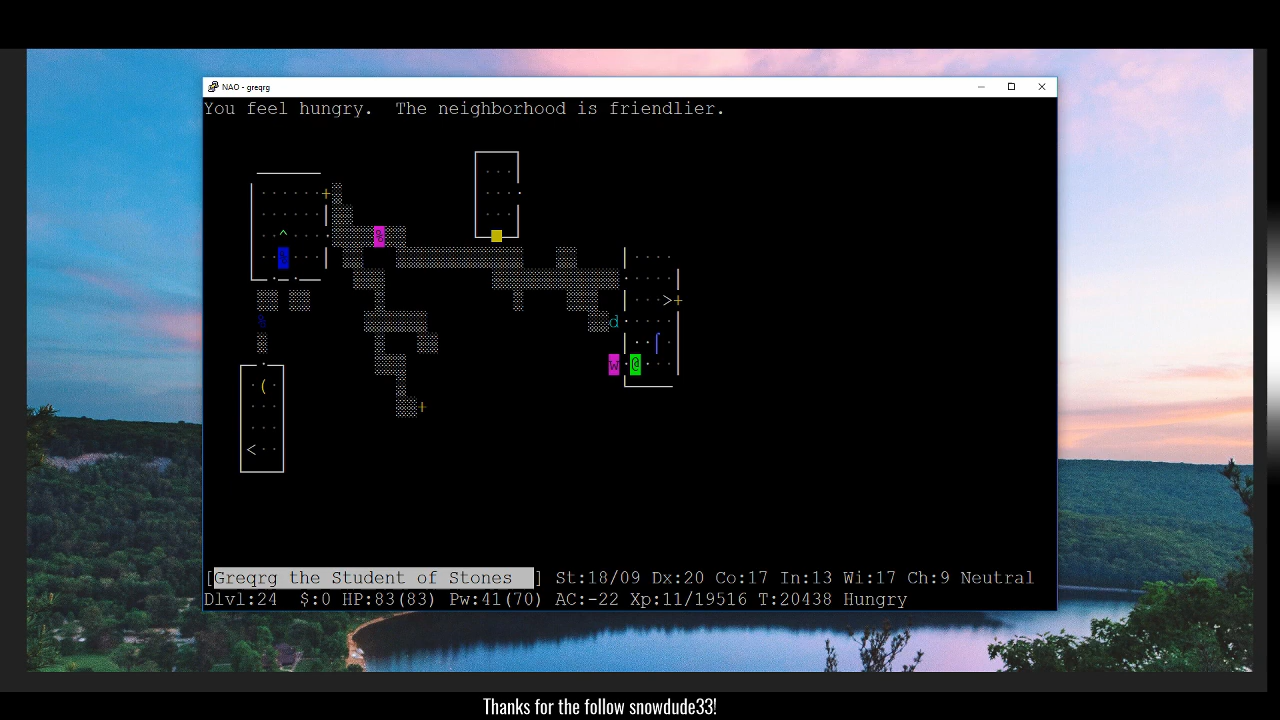 NAO - greqrg
You feel hungry.  The neighborhood is friendlier.
[Greqrg the Student of Stones  ] St:18/09 Dx:20 Co:17 In:13 Wi:17 Ch:9 Neutral
Dlvl:24  $:0 HP:83(83) Pw:41(70) AC:-22 Xp:11/19516 T:20438 Hungry
Thanks for the follow snowdude33!